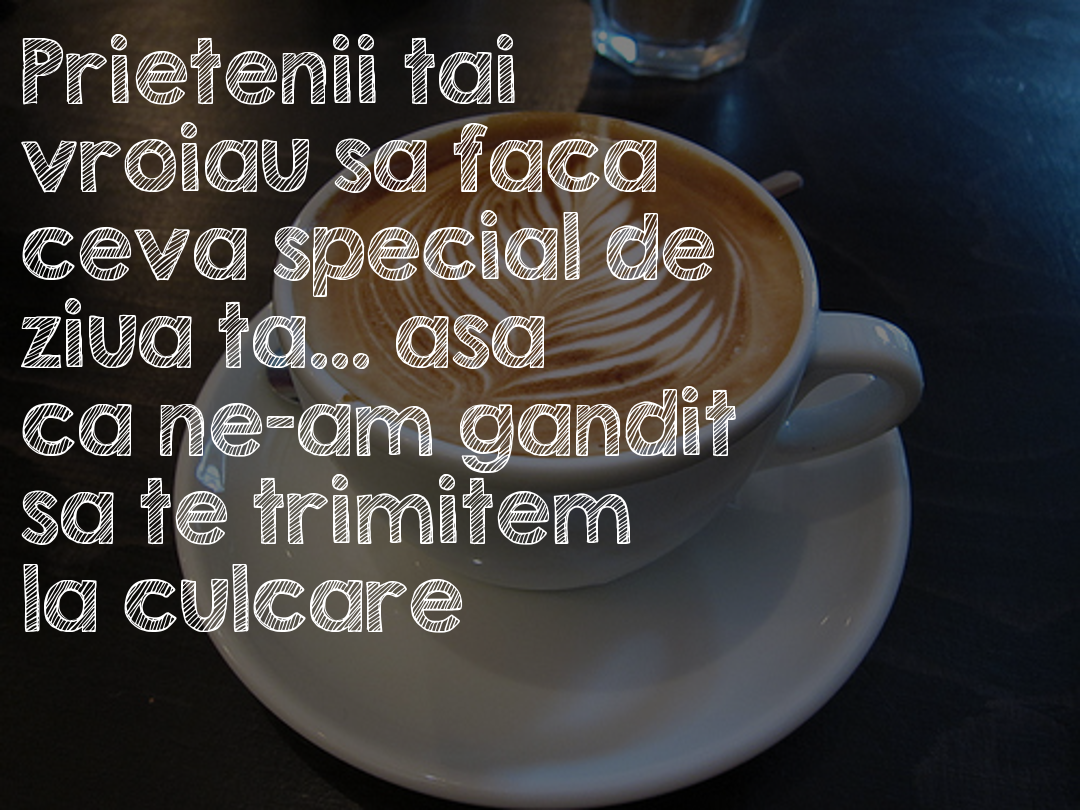 Prietenii tai
vroiau sa faca
ceva special de
ziua ta... asa
ca ne-am gandit
sa te trimitem
la culcare